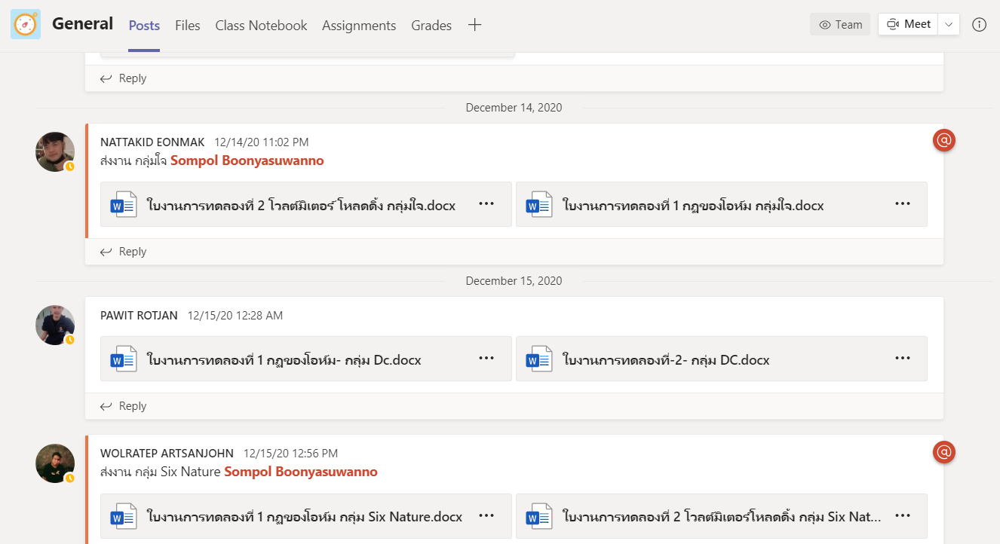 General Posts Files Class Notebook Assignments Grades Team Meet
Reply
December 14, 2020
NATTAKID EONMAK 12/14/20 11:02 PM
ส่งงาน กลุ่มใจ Sompol Boonyasuwanno
ใบงานการทดลองที่ 2 โวลต์มิเตอร์ โหลดดิ้ง กลุ่มใจ.docx ใบงานการทดลองที่ 1 กฏของโอห์ม กลุ่มใจ.docx
Reply
December 15, 2020
PAWIT ROTJAN 12/15/20 12:28 AM
ใบงานการทดลองที่ 1 กฏของโอห์ม- กลุ่ม Dc.docx ใบงานการทดลองที่-2- กลุ่ม DC.docx
Reply
WOLRATEP ARTSANJOHN 12/15/20 12:56 PM
ส่งงาน กลุ่ม Six Nature Sompol Boonyasuwanno
ใบงานการทดลองที่ 1 กฏของโอห์ม กลุ่ม Six Nature.docx ใบงานการทดลองที่ 2 โวลต์มิเตอร์โหลดดิ้ง กลุ่ม Six Nat...